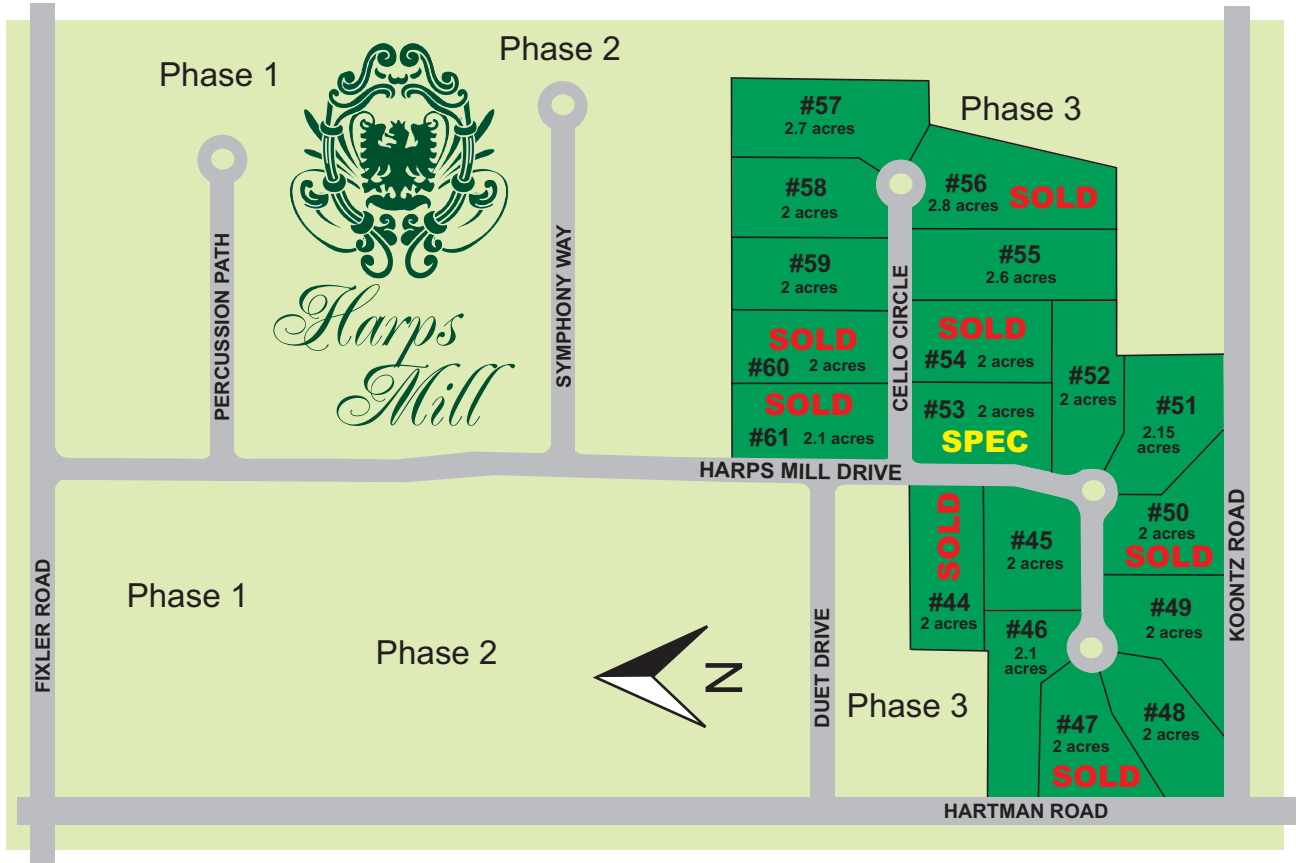 Phase 1
Phase 2
Phase 3
Harps
Mill
PERCUSSION PATH
SYMPHONY WAY
#57
2.7 acres
#58
2 acres
#59
2 acres
SOLD
#60 2 acres
SOLD
#61 2.1 acres
CELLO CIRCLE
#56 SOLD
2.8 acres
#55
2.6 acres
SOLD
#54 2 acres
#53 2 acres
SPEC
#52
2 acres
#51
2.15
acres
HARPS MILL DRIVE
SOLD
#44
2 acres
#45
2 acres
#50
2 acres
SOLD
#49
2 acres
#46
2.1
acres
#47
2 acres
SOLD
#48
2 acres
KOONTZ ROAD
FIXLER ROAD
Phase 1
Phase 2
N
DUET DRIVE
Phase 3
HARTMAN ROAD